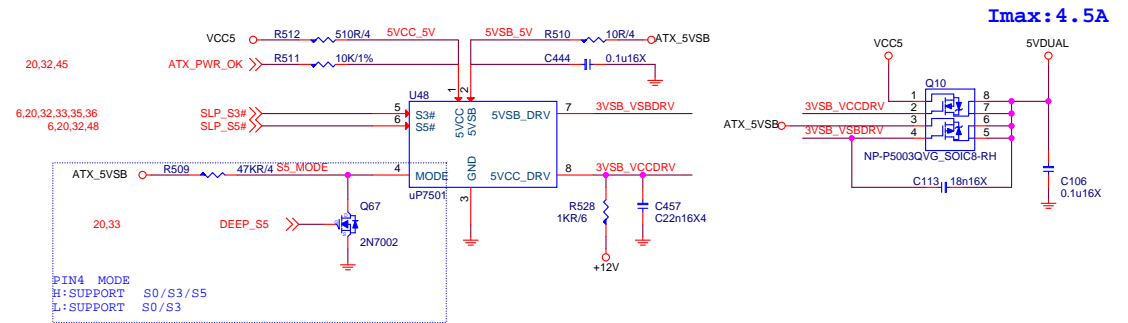 Imax:4.5A
VCC5
R512
510R/4
5VCC_5V
5VSB_5V
R510
10R/4
ATX_5VSB
20,32,45
ATX_PWR_OK
R511
10K/1%
C444
0.1u16X
1
2
U48
6,20,32,33,35,36
SLP_S3#
5
S3#
6,20,32,48
SLP_S5#
6
S5#
5VCC
5VSB
5VSB_DRV
7
3VSB_VSBDRV
ATX_5VSB
R509
47KR/4
S5_MODE
4
MODE
GND
5VCC_DRV
8
3VSB_VCCDRV
uP7501
3
Q67
20,33
DEEP_S5
2N7002
R528
1KR/6
C457
C22n16X4
+12V
PIN4 MODE
H:SUPPORT S0/S3/S5
L:SUPPORT S0/S3
VCC5
5VDUAL
Q10
1
8
3VSB_VCCDRV
2
7
ATX_5VSB
3
6
3VSB_VSBDRV
4
5
NP-P5003QVG_SOIC8-RH
C113
18n16X
C106
0.1u16X